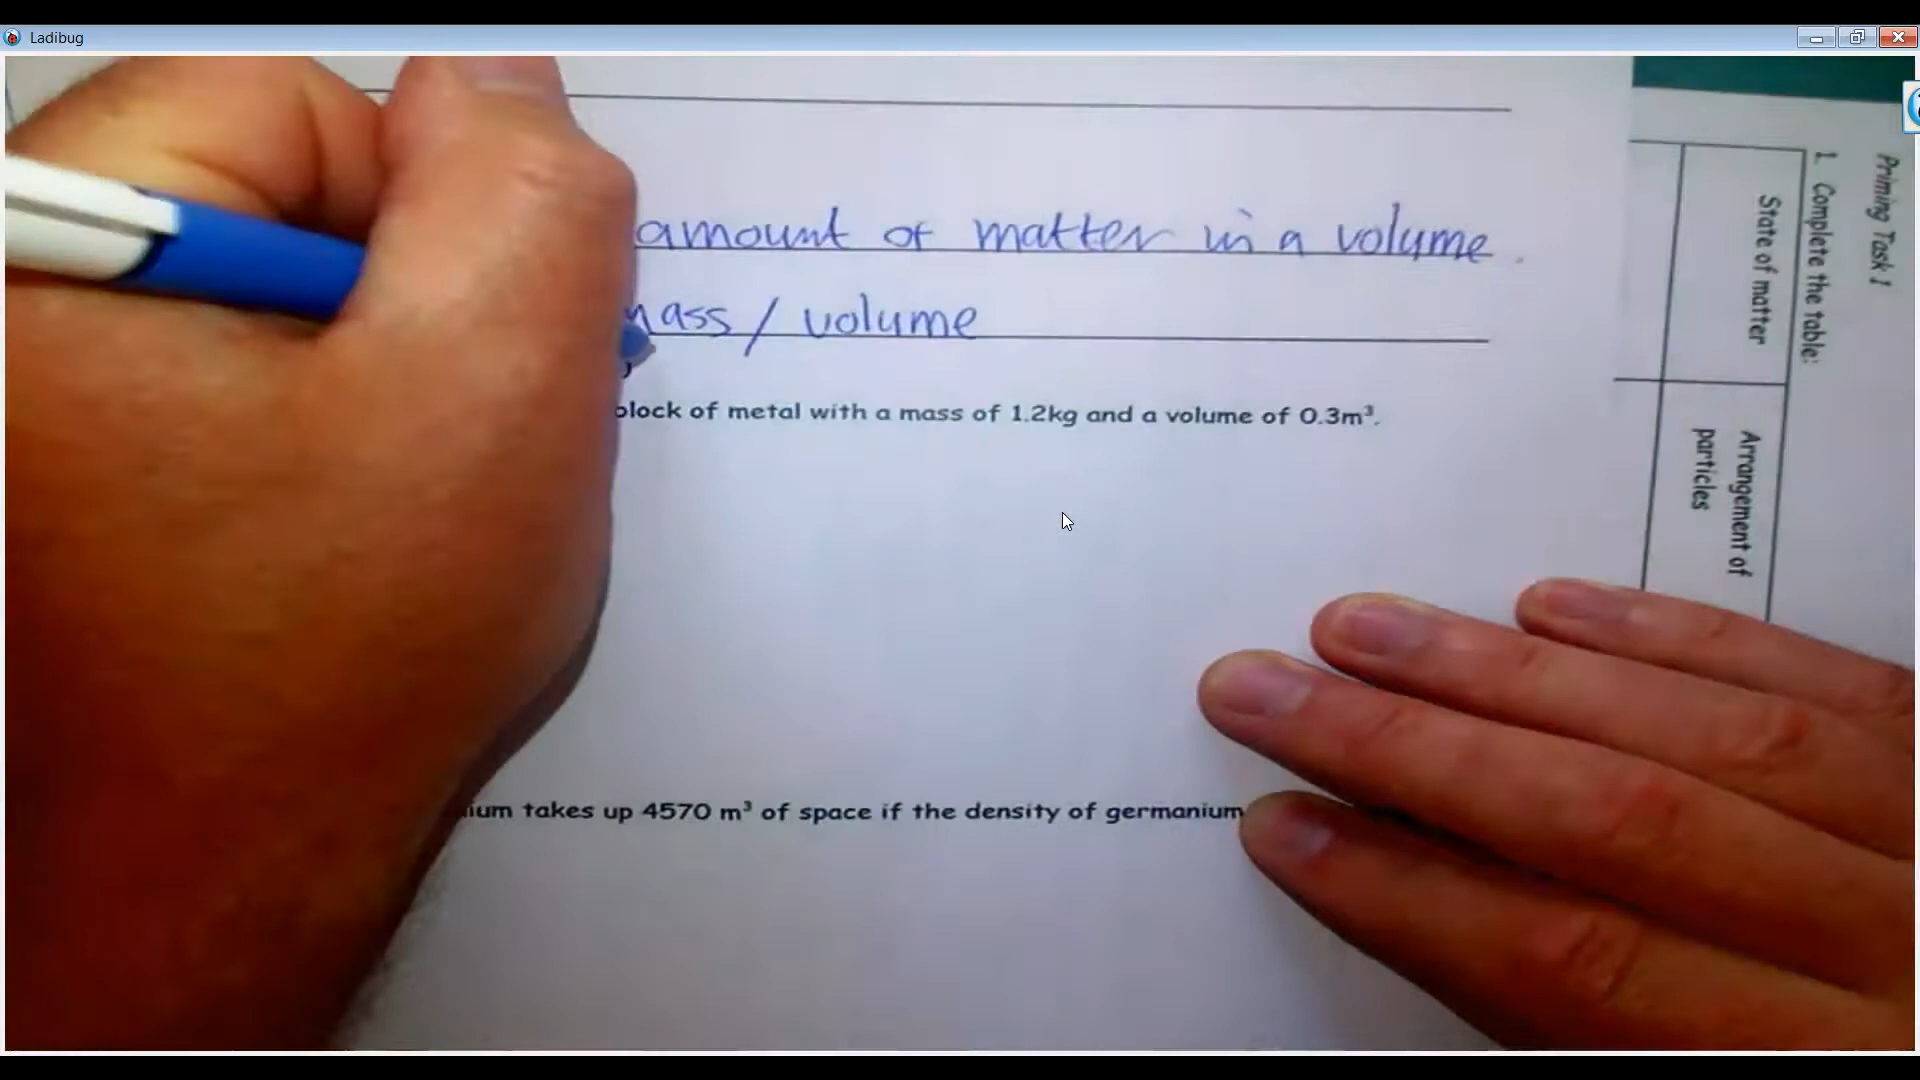 Ladibug
amount of matter in a volume.
mass / volume
block of metal with a mass of 1.2kg and a volume of 0.3m³.
ium takes up 4570 m³ of space if the density of germanium
Priming Task 1
1. Complete the table:
State of matter
Arrangement of
particles